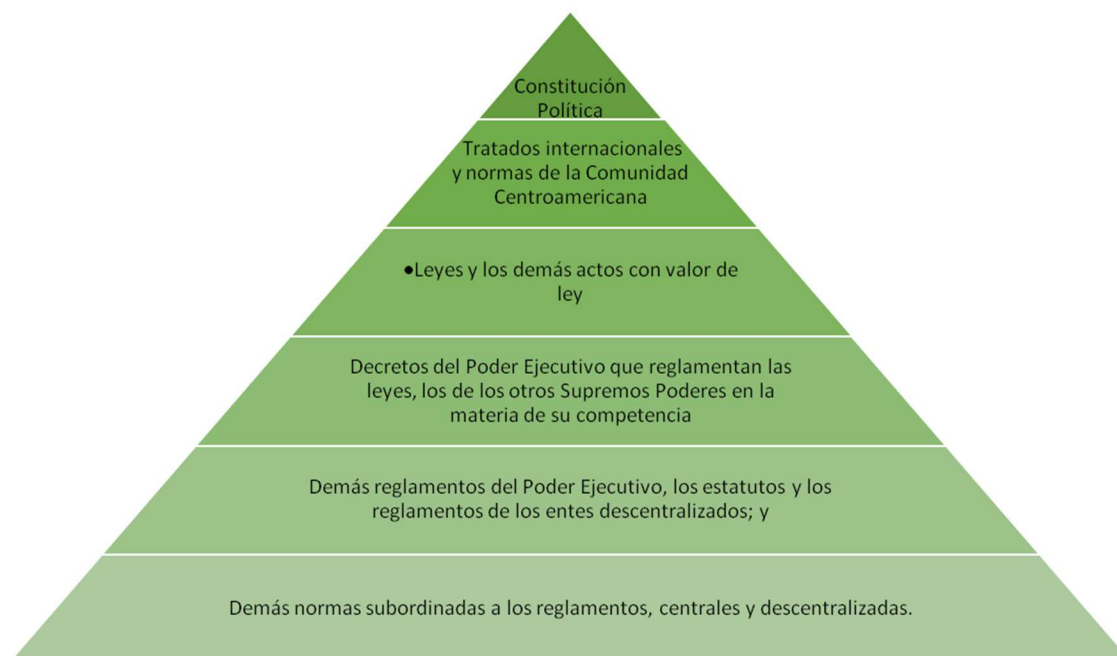 Constitución
Política
Tratados internacionales
y normas de la Comunidad
Centroamericana
•Leyes y los demás actos con valor de
ley
Decretos del Poder Ejecutivo que reglamentan las
leyes, los de los otros Supremos Poderes en la
materia de su competencia
Demás reglamentos del Poder Ejecutivo, los estatutos y los
reglamentos de los entes descentralizados; y
Demás normas subordinadas a los reglamentos, centrales y descentralizadas.